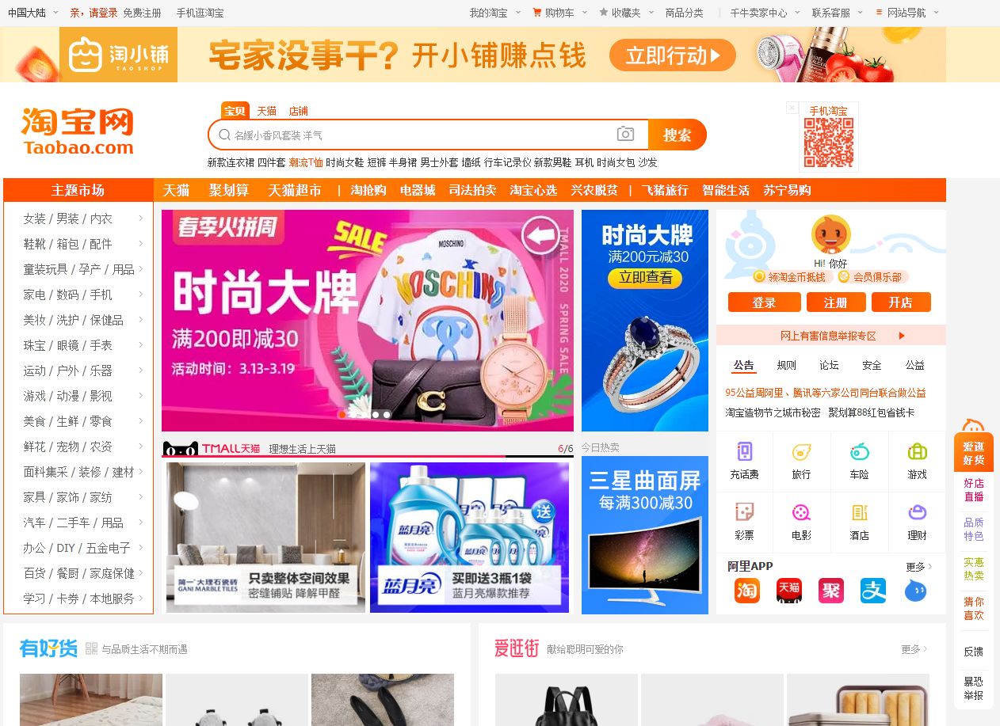 中国大陆 亲，请登录 免费注册 手机逛淘宝 我的淘宝 购物车 收藏夹 商品分类 千牛卖家中心 联系客服 网站导航
淘小铺
TAO SHOP
宅家没事干？开小铺赚点钱 立即行动
淘宝网
Taobao.com
宝贝 天猫 店铺
名媛小香风套装 洋气 搜索
新款连衣裙 四件套 潮流T恤 时尚女鞋 短裤 半身裙 男士外套 墙纸 行车记录仪 新款男鞋 耳机 时尚女包 沙发
手机淘宝
主题市场 天猫 聚划算 天猫超市 | 淘抢购 电器城 司法拍卖 淘宝心选 兴农脱贫 | 飞猪旅行 智能生活 苏宁易购
女装 / 男装 / 内衣
鞋靴 / 箱包 / 配件
童装玩具 / 孕产 / 用品
家电 / 数码 / 手机
美妆 / 洗护 / 保健品
珠宝 / 眼镜 / 手表
运动 / 户外 / 乐器
游戏 / 动漫 / 影视
美食 / 生鲜 / 零食
鲜花 / 宠物 / 农资
面料集采 / 装修 / 建材
家具 / 家饰 / 家纺
汽车 / 二手车 / 用品
办公 / DIY / 五金电子
百货 / 餐厨 / 家庭保健
学习 / 卡券 / 本地服务
春季火拼周
SALE
MOSCHINO
MOSCHINO
时尚大牌
满200即减30
活动时间：3.13-3.19
TMALL 2020 SPRING SALE
时尚大牌
满200元减30
立即查看
TMALL天猫 理想生活上天猫 6/6
简一·大理石瓷砖
GANI MARBLE TILES
只卖整体空间效果
密缝铺贴 降解甲醛
蓝月亮
蓝月亮
蓝月亮
送
蓝月亮
买即送3瓶1袋
蓝月亮爆款推荐
今日热卖
三星曲面屏
每满300减30
Hi! 你好
领淘金币抵钱 会员俱乐部
登录 注册 开店
网上有害信息举报专区
公告 规则 论坛 安全 公益
95公益周阿里、腾讯等六家公司同台联合做公益
淘宝造物节之城市秘密 聚划算88红包省钱卡
充话费 旅行 车险 游戏
彩票 电影 酒店 理财
阿里APP 更多
淘 天猫 聚 支
爱逛
好货
好店
直播
品质
特色
实惠
热卖
猜你
喜欢
反馈
暴恐
举报
有好货 与品质生活不期而遇
爱逛街 献给聪明可爱的你 更多